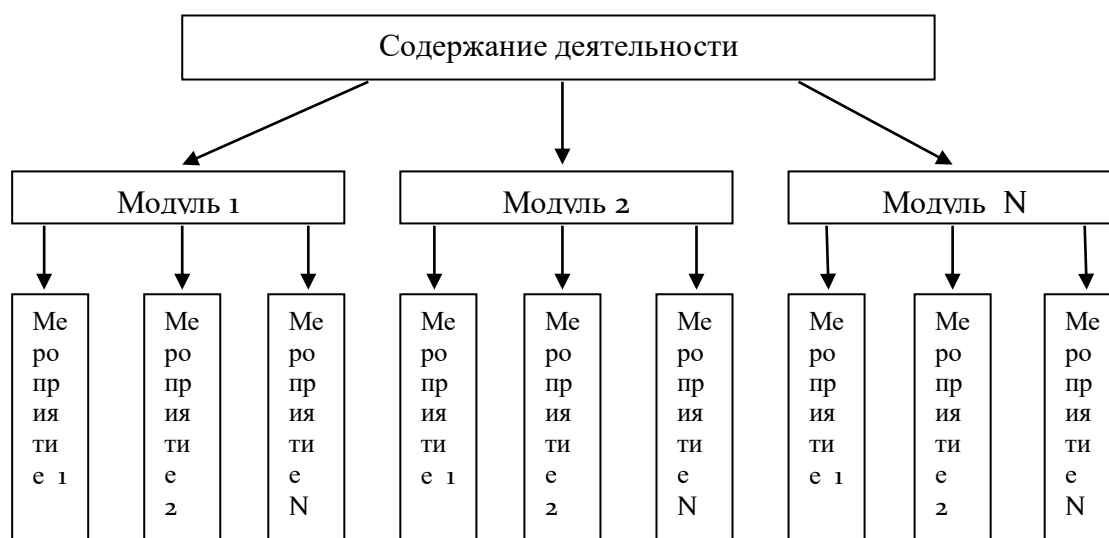 Содержание деятельности
Модуль 1
Модуль 2
Модуль N
Ме
ро
пр
ия
ти
е 1
Ме
ро
пр
ия
ти
е
2
Ме
ро
пр
ия
ти
е
N
Ме
ро
пр
ия
ти
е 1
Ме
ро
пр
ия
ти
е
2
Ме
ро
пр
ия
ти
е
N
Ме
ро
пр
ия
ти
е 1
Ме
ро
пр
ия
ти
е
2
Ме
ро
пр
ия
ти
е
N